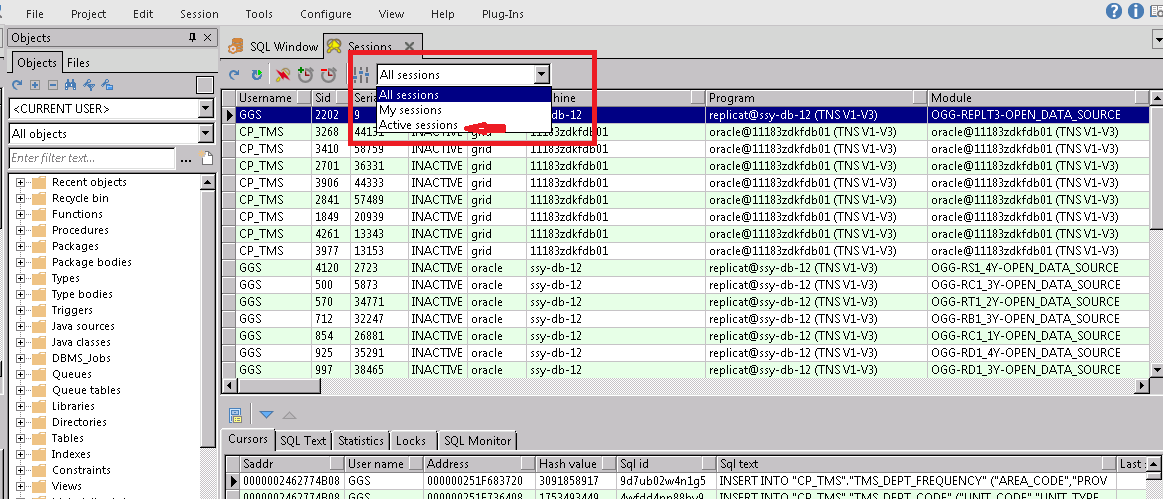 File Project Edit Session Tools Configure View Help Plug-Ins
Objects
Objects Files
<CURRENT USER>
All objects
Enter filter text... ...
Recent objects
Recycle bin
Functions
Procedures
Packages
Package bodies
Types
Type bodies
Triggers
Java sources
Java classes
DBMS_Jobs
Queues
Queue tables
Libraries
Directories
Tables
Indexes
Constraints
Views
SQL Window Sessions
All sessions
All sessions
My sessions
Active sessions
Username Sid Program Module
GGS 2202 9 replicat@ssy-db-12 (TNS V1-V3) OGG-REPLT3-OPEN_DATA_SOURCE
CP_TMS 3268 44131 INACTIVE grid 11183zdkfdb01 oracle@11183zdkfdb01 (TNS V1-V3) oracle@11183zdkfdb01 (TNS V1-V3)
CP_TMS 3410 58759 INACTIVE grid 11183zdkfdb01 oracle@11183zdkfdb01 (TNS V1-V3) oracle@11183zdkfdb01 (TNS V1-V3)
CP_TMS 2701 36331 INACTIVE grid 11183zdkfdb01 oracle@11183zdkfdb01 (TNS V1-V3) oracle@11183zdkfdb01 (TNS V1-V3)
CP_TMS 3906 44333 INACTIVE grid 11183zdkfdb01 oracle@11183zdkfdb01 (TNS V1-V3) oracle@11183zdkfdb01 (TNS V1-V3)
CP_TMS 2841 57489 INACTIVE grid 11183zdkfdb01 oracle@11183zdkfdb01 (TNS V1-V3) oracle@11183zdkfdb01 (TNS V1-V3)
CP_TMS 1849 20939 INACTIVE grid 11183zdkfdb01 oracle@11183zdkfdb01 (TNS V1-V3) oracle@11183zdkfdb01 (TNS V1-V3)
CP_TMS 4261 13343 INACTIVE grid 11183zdkfdb01 oracle@11183zdkfdb01 (TNS V1-V3) oracle@11183zdkfdb01 (TNS V1-V3)
CP_TMS 3977 13153 INACTIVE grid 11183zdkfdb01 oracle@11183zdkfdb01 (TNS V1-V3) oracle@11183zdkfdb01 (TNS V1-V3)
GGS 4120 2723 INACTIVE oracle ssy-db-12 replicat@ssy-db-12 (TNS V1-V3) OGG-RS1_4Y-OPEN_DATA_SOURCE
GGS 500 5873 INACTIVE oracle ssy-db-12 replicat@ssy-db-12 (TNS V1-V3) OGG-RC1_3Y-OPEN_DATA_SOURCE
GGS 570 34771 INACTIVE oracle ssy-db-12 replicat@ssy-db-12 (TNS V1-V3) OGG-RT1_2Y-OPEN_DATA_SOURCE
GGS 712 32247 INACTIVE oracle ssy-db-12 replicat@ssy-db-12 (TNS V1-V3) OGG-RB1_3Y-OPEN_DATA_SOURCE
GGS 854 26881 INACTIVE oracle ssy-db-12 replicat@ssy-db-12 (TNS V1-V3) OGG-RC1_1Y-OPEN_DATA_SOURCE
GGS 925 35291 INACTIVE oracle ssy-db-12 replicat@ssy-db-12 (TNS V1-V3) OGG-RD1_4Y-OPEN_DATA_SOURCE
GGS 997 38465 INACTIVE oracle ssy-db-12 replicat@ssy-db-12 (TNS V1-V3) OGG-RD1_3Y-OPEN_DATA_SOURCE
Cursors SQL Text Statistics Locks SQL Monitor
Saddr User name Address Hash value Sql id Sql text Last
0000002462774B08 GGS 000000251F683720 3091858917 9d7ub02w4n1g5 INSERT INTO "CP_TMS"."TMS_DEPT_FREQUENCY" ("AREA_CODE","PROV
0000002462774B08 GGS 000000251F736408 1753493449 INSERT INTO "CP_TMS"."TMS_DEPT_CODE" ("UNIT_CODE","UNIT_TYPE